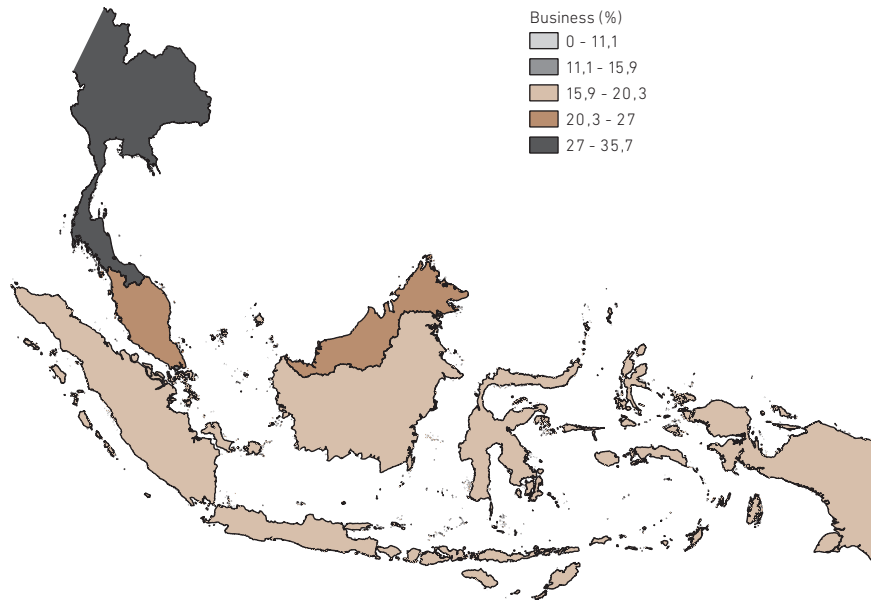 Business (%)
0 - 11,1
11,1 - 15,9
15,9 - 20,3
20,3 - 27
27 - 35,7